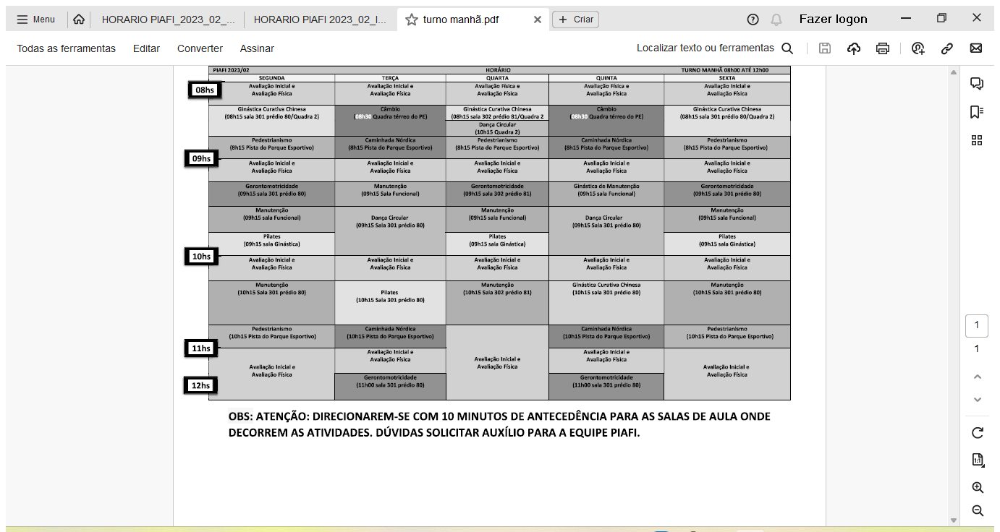 Menu
HORARIO PIAFI_2023_02_...
HORARIO PIAFI 2023_02_I...
turno manhã.pdf
Criar
Fazer logon
Todas as ferramentas
Editar
Converter
Assinar
Localizar texto ou ferramentas
PIAFI 2023/02 HORÁRIO TURNO MANHÃ 08h00 ATÉ 12h00
SEGUNDA TERÇA QUARTA QUINTA SEXTA
08hs
Avaliação Inicial e Avaliação Inicial e Avaliação Física e Avaliação Física e Avaliação Inicial e
Avaliação Física Avaliação Física Avaliação Física Avaliação Física Avaliação Física
Ginástica Curativa Chinesa Câmbio Ginástica Curativa Chinesa Câmbio Ginástica Curativa Chinesa
(08h15 sala 301 prédio 80/Quadra 2) (08h30 Quadra térreo do PE) (08h15 sala 302 prédio 81/Quadra 2 (08h30 Quadra térreo do PE) (08h15 sala 301 prédio 80/Quadra 2)
Dança Circular
(10h15 Quadra 2)
Pedestrianismo Caminhada Nórdica Pedestrianismo Caminhada Nórdica Pedestrianismo
(8h15 Pista do Parque Esportivo) (8h15 Pista do Parque Esportivo) (8h15 Pista do Parque Esportivo) (8h15 Pista do Parque Esportivo) (8h15 Pista do Parque Esportivo)
09hs
Avaliação Inicial e Avaliação Inicial e Avaliação Inicial e Avaliação Inicial e Avaliação Inicial e
Avaliação Física Avaliação Física Avaliação Física Avaliação Física Avaliação Física
Gerontomotricidade Manutenção Gerontomotricidade Ginástica de Manutenção Gerontomotricidade
(09h15 sala 301 prédio 80) (09h15 Sala Funcional) (09h15 sala 302 prédio 81) (09h15 sala Funcional) (09h15 sala 301 prédio 80)
Manutenção Manutenção Manutenção
(09h15 sala Funcional) (09h15 sala Funcional) (09h15 sala Funcional)
Dança Circular Dança Circular
(09h15 Sala 301 prédio 80) (09h15 Sala 301 prédio 80)
Pilates Pilates Pilates
(09h15 sala Ginástica) (09h15 sala Ginástica) (09h15 sala Ginástica)
10hs
Avaliação Inicial e Avaliação Inicial e Avaliação Inicial e Avaliação Inicial e Avaliação Inicial e
Avaliação Física Avaliação Física Avaliação Física Avaliação Física Avaliação Física
Manutenção Manutenção Ginástica Curativa Chinesa Manutenção
(10h15 Sala 301 prédio 80) (10h15 Sala 302 prédio 81) (10h15 Sala 301 prédio 80) (10h15 Sala 301 prédio 80)
Pilates
(10h15 Sala 301 prédio 80)
Pedestrianismo Caminhada Nórdica Caminhada Nórdica Pedestrianismo
(10h15 Pista do Parque Esportivo) (10h15 Pista do Parque Esportivo) (10h15 Pista do Parque Esportivo) (10h15 Pista do Parque Esportivo)
11hs
Avaliação Inicial e Avaliação Inicial e
Avaliação Física Avaliação Física
Avaliação Inicial e
Avaliação Física
Avaliação Inicial e Avaliação Inicial e
Avaliação Física Avaliação Física
12hs
Gerontomotricidade Gerontomotricidade
(11h00 sala 301 prédio 80) (11h00 sala 301 prédio 80)
OBS: ATENÇÃO: DIRECIONAREM-SE COM 10 MINUTOS DE ANTECEDÊNCIA PARA AS SALAS DE AULA ONDE
DECORREM AS ATIVIDADES. DÚVIDAS SOLICITAR AUXÍLIO PARA A EQUIPE PIAFI.
1
1
1:1